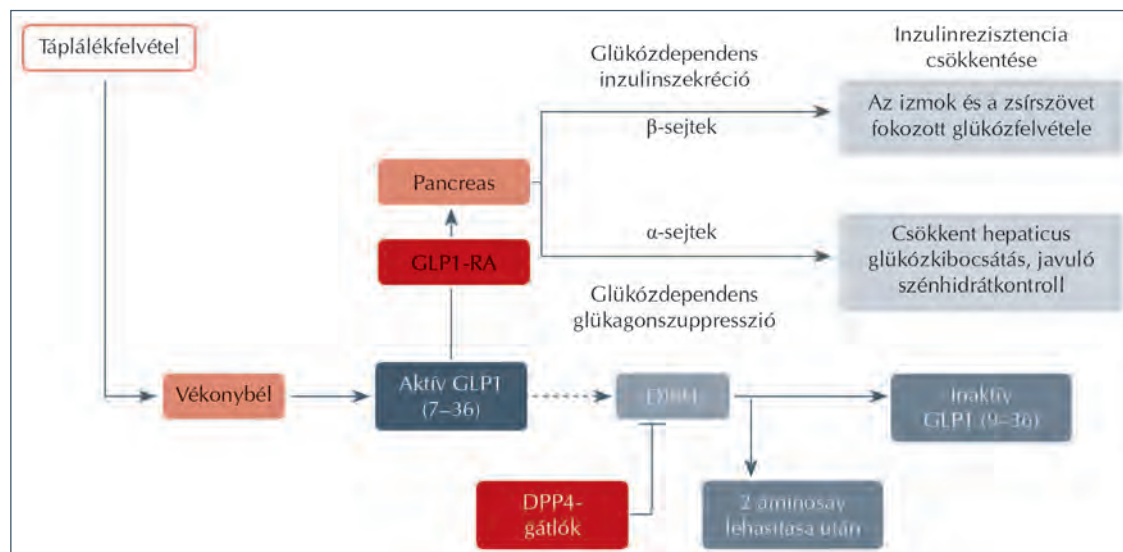 Táplálékfelvétel
Glükózdependens
inzulinszekréció
β-sejtek
Inzulinrezisztencia
csökkentése
Az izmok és a zsírszövet
fokozott glükózfelvétele
Pancreas
GLP1-RA
α-sejtek
Glükózdependens
glükagonszuppresszió
Csökkent hepaticus
glükózkibocsátás, javuló
szénhidrátkontroll
Vékonybél
Aktív GLP1
(7–36)
Inaktív
GLP1 (9–36)
DPP4-
gátlók
2 aminosav
lehasítása után